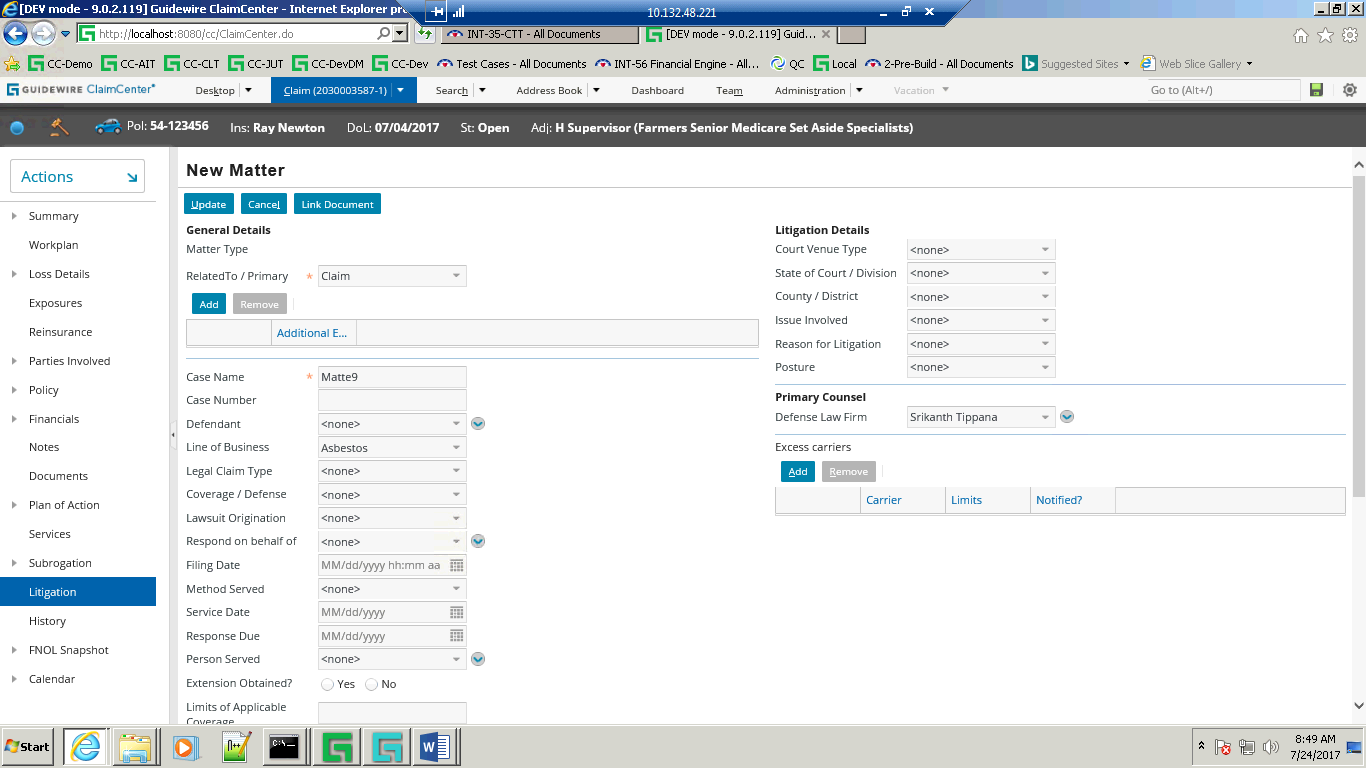 [DEV mode - 9.0.2.119] Guidewire ClaimCenter - Internet Explorer pr
10.132.48.221
http://localhost:8080/cc/ClaimCenter.do
INT-35-CTT - All Documents
[DEV mode - 9.0.2.119] Guid...
CC-Demo CC-AIT CC-CLT CC-JUT CC-DevDM CC-Dev Test Cases - All Documents INT-56 Financial Engine - All... QC Local 2-Pre-Build - All Documents Suggested Sites Web Slice Gallery
GUIDEWIRE ClaimCenter
Desktop Claim (2030003587-1) Search Address Book Dashboard Team Administration Vacation Go to (Alt+/)
Pol: 54-123456 Ins: Ray Newton DoL: 07/04/2017 St: Open Adj: H Supervisor (Farmers Senior Medicare Set Aside Specialists)
Actions
Summary
Workplan
Loss Details
Exposures
Reinsurance
Parties Involved
Policy
Financials
Notes
Documents
Plan of Action
Services
Subrogation
Litigation
History
FNOL Snapshot
Calendar
New Matter
Update Cancel Link Document
General Details
Matter Type
RelatedTo / Primary * Claim
Add Remove
Additional E...
Case Name * Matte9
Case Number
Defendant <none>
Line of Business Asbestos
Legal Claim Type <none>
Coverage / Defense <none>
Lawsuit Origination <none>
Respond on behalf of <none>
Filing Date MM/dd/yyyy hh:mm aa
Method Served <none>
Service Date MM/dd/yyyy
Response Due MM/dd/yyyy
Person Served <none>
Extension Obtained? Yes No
Limits of Applicable
Coverage
Litigation Details
Court Venue Type <none>
State of Court / Division <none>
County / District <none>
Issue Involved <none>
Reason for Litigation <none>
Posture <none>
Primary Counsel
Defense Law Firm Srikanth Tippana
Excess carriers
Add Remove
Carrier Limits Notified?
Start
8:49 AM
7/24/2017